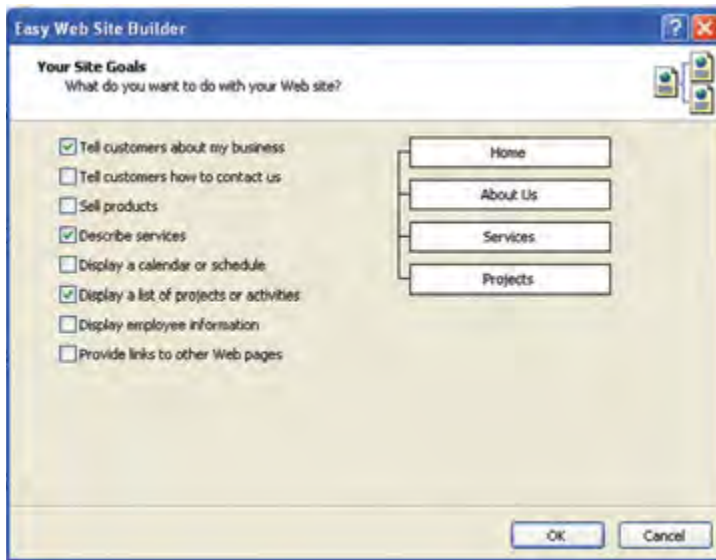 Easy Web Site Builder
Your Site Goals
What do you want to do with your Web site?
Tell customers about my business
Tell customers how to contact us
Sell products
Describe services
Display a calendar or schedule
Display a list of projects or activities
Display employee information
Provide links to other Web pages
Home
About Us
Services
Projects
OK
Cancel